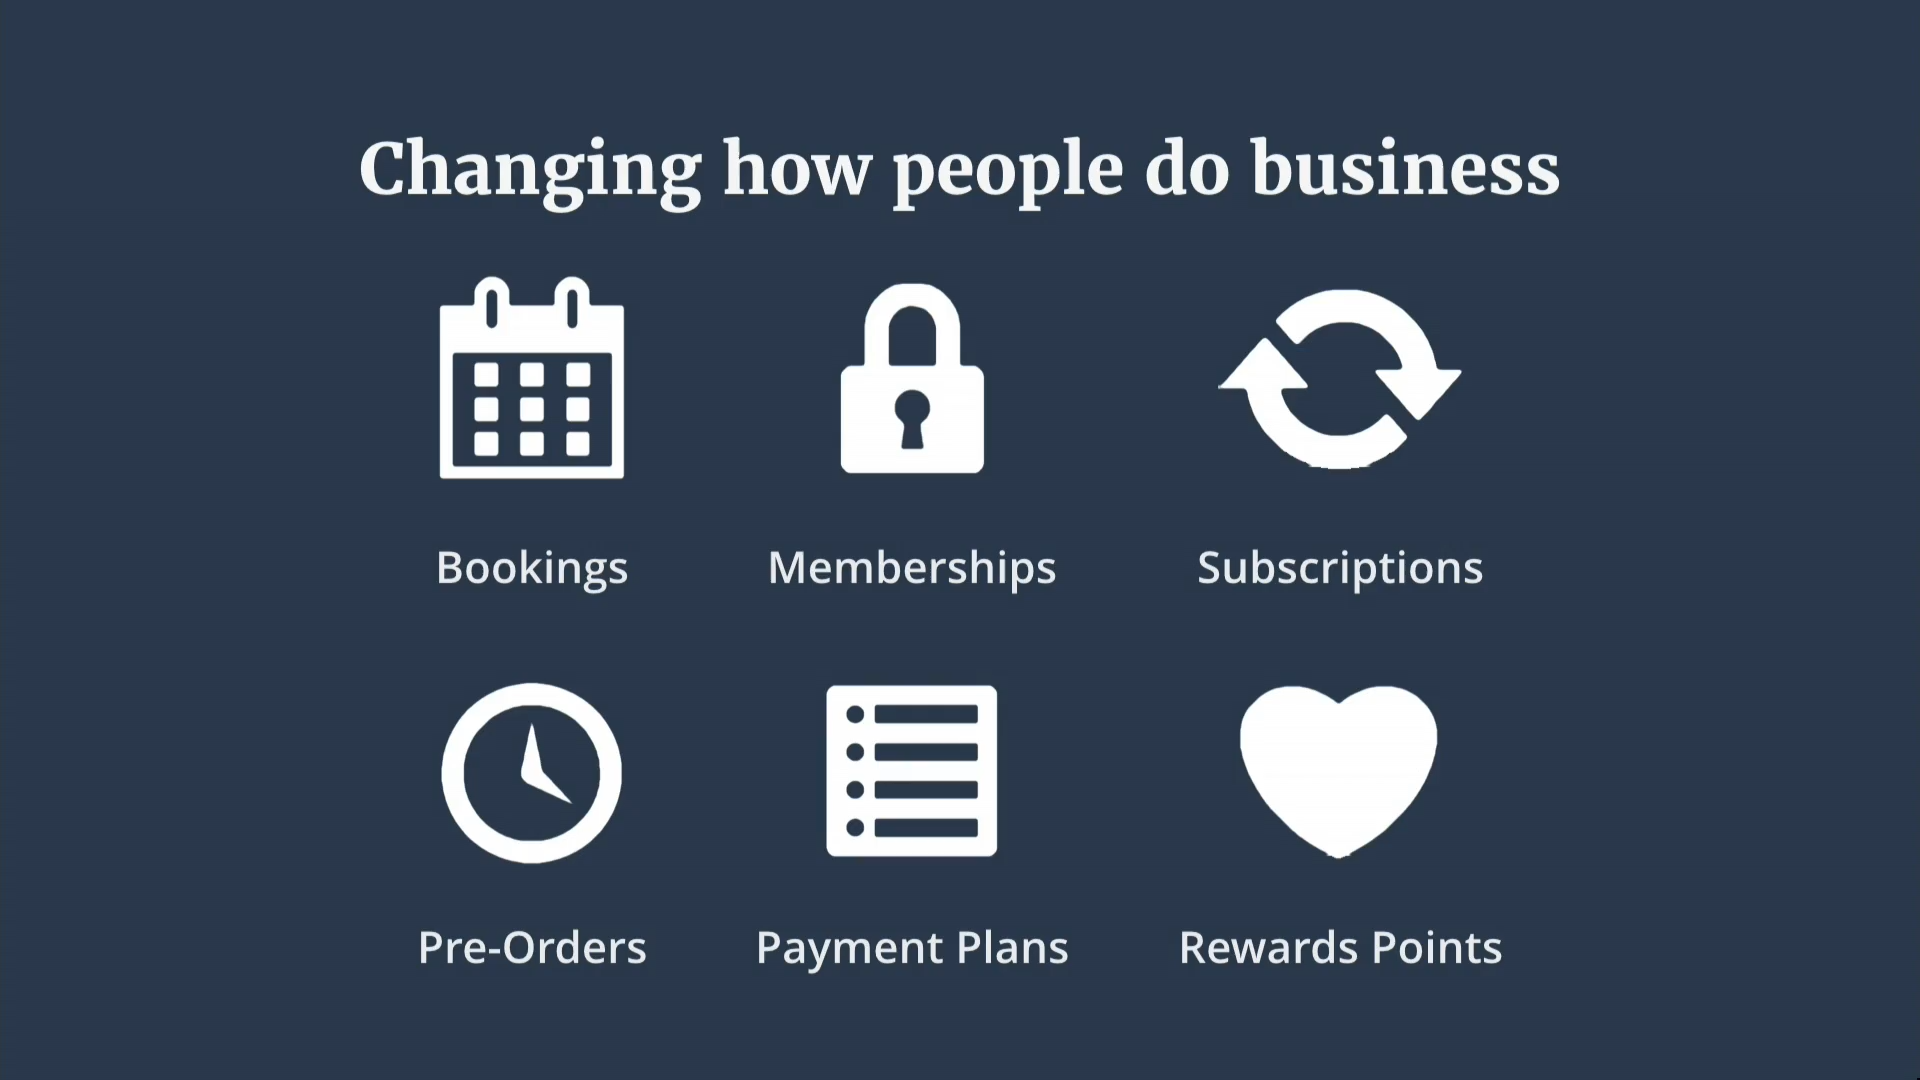 Changing how people do business
Bookings
Memberships
Subscriptions
Pre-Orders
Payment Plans
Rewards Points